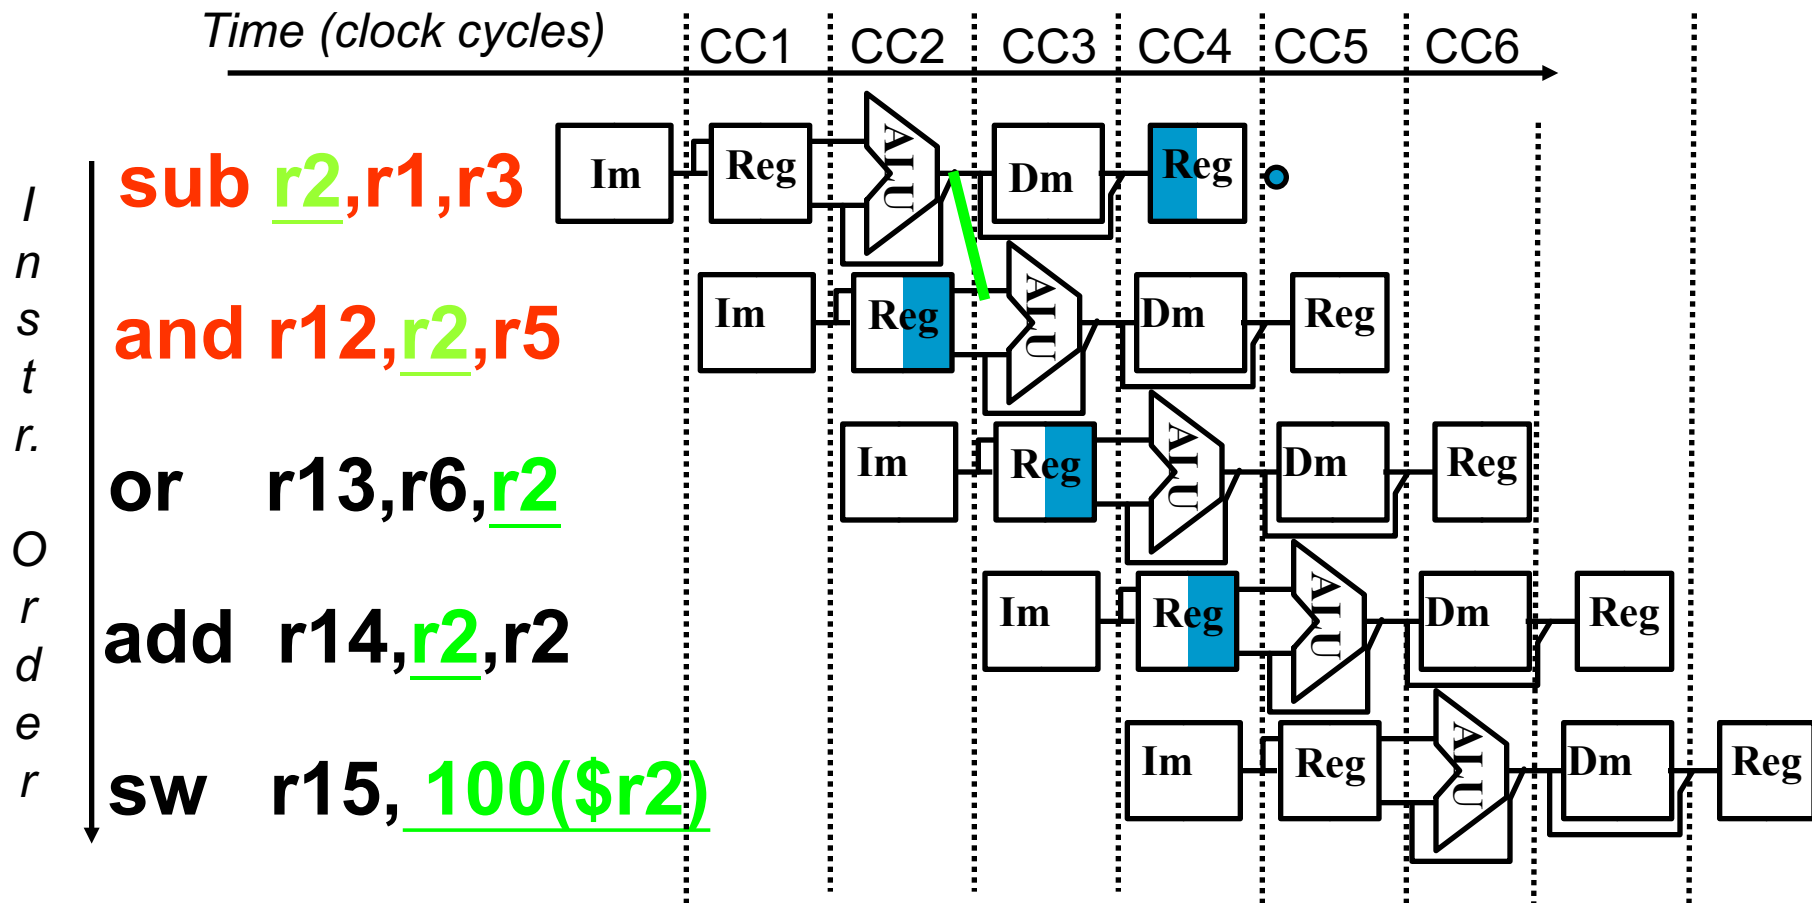 Time (clock cycles) CC1 CC2 CC3 CC4 CC5 CC6
Instr. Order
sub r2,r1,r3 Im Reg ALU Dm Reg
and r12,r2,r5 Im Reg ALU Dm Reg
or r13,r6,r2 Im Reg ALU Dm Reg
add r14,r2,r2 Im Reg ALU Dm Reg
sw r15, 100($r2) Im Reg ALU Dm Reg